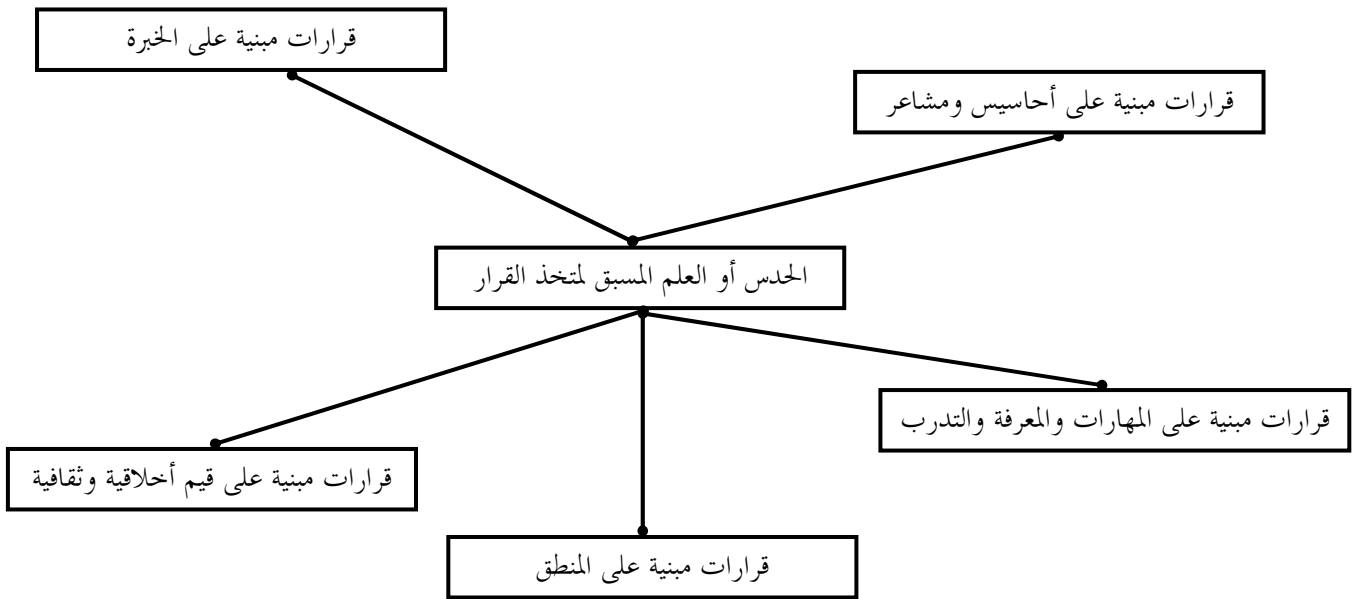 قرارات مبنية على الخبرة
قرارات مبنية على أحاسيس ومشاعر
الحدس أو العلم المسبق لمتخذ القرار
قرارات مبنية على المهارات والمعرفة والتدرب
قرارات مبنية على قيم أخلاقية وثقافية
قرارات مبنية على المنطق